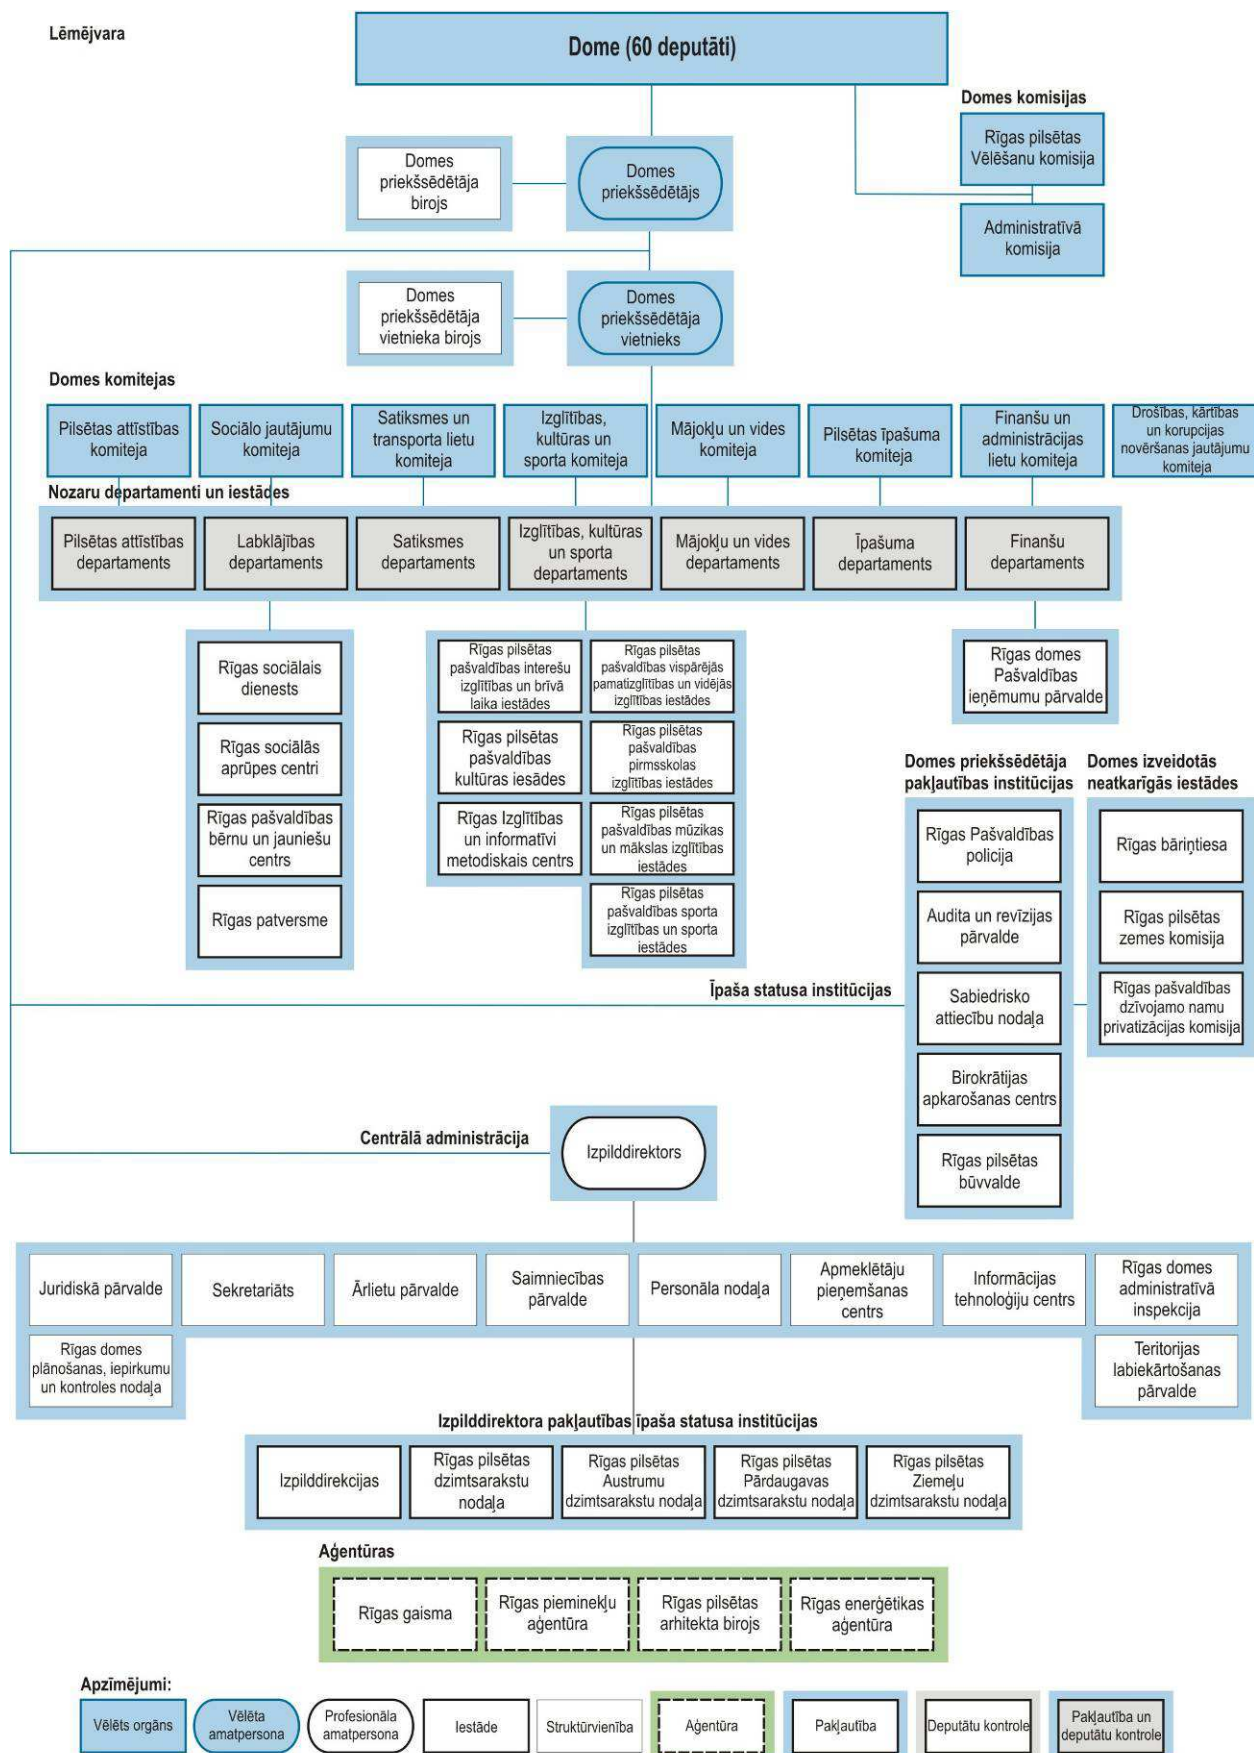 Lēmējvara
Dome (60 deputāti)
Domes komisijas
Rīgas pilsētas
Vēlēšanu komisija
Administratīvā
komisija
Domes
priekšsēdētāja
birojs
Domes
priekšsēdētājs
Domes
priekšsēdētāja
vietnieka birojs
Domes
priekšsēdētāja
vietnieks
Domes komitejas
Pilsētas attīstības
komiteja
Sociālo jautājumu
komiteja
Satiksmes un
transporta lietu
komiteja
Izglītības,
kultūras un
sporta komiteja
Mājokļu un vides
komiteja
Pilsētas īpašuma
komiteja
Finanšu un
administrācijas
lietu komiteja
Drošības, kārtības
un korupcijas
novēršanas jautājumu
komiteja
Nozaru departamenti un iestādes
Pilsētas attīstības
departaments
Labklājības
departaments
Satiksmes
departaments
Izglītības, kultūras
un sporta
departaments
Mājokļu un vides
departaments
Īpašuma
departaments
Finanšu
departaments
Rīgas sociālais
dienests
Rīgas sociālās
aprūpes centri
Rīgas pašvaldības
bērnu un jauniešu
centrs
Rīgas patversme
Rīgas pilsētas
pašvaldības interešu
izglītības un brīvā
laika iestādes
Rīgas pilsētas
pašvaldības
kultūras iesādes
Rīgas Izglītības
un informatīvi
metodiskais centrs
Rīgas pilsētas
pašvaldības vispārējās
pamatizglītības un vidējās
izglītības iestādes
Rīgas pilsētas
pašvaldības
pirmsskolas
izglītības iestādes
Rīgas pilsētas
pašvaldības mūzikas
un mākslas izglītības
iestādes
Rīgas pilsētas
pašvaldības sporta
izglītības un sporta
iestādes
Rīgas domes
Pašvaldības
ieņēmumu pārvalde
Domes priekšsēdētāja
pakļautības institūcijas
Rīgas Pašvaldības
policija
Audita un revīzijas
pārvalde
Sabiedrisko
attiecību nodaļa
Birokrātijas
apkarošanas centrs
Rīgas pilsētas
būvvalde
Domes izveidotās
neatkarīgās iestādes
Rīgas bāriņtiesa
Rīgas pilsētas
zemes komisija
Rīgas pašvaldības
dzīvojamo namu
privatizācijas komisija
Īpaša statusa institūcijas
Centrālā administrācija
Izpilddirektors
Juridiskā pārvalde
Sekretariāts
Ārlietu pārvalde
Saimniecības
pārvalde
Personāla nodaļa
Apmeklētāju
pieņemšanas
centrs
Informācijas
tehnoloģiju centrs
Rīgas domes
administratīvā
inspekcija
Rīgas domes
plānošanas, iepirkumu
un kontroles nodaļa
Teritorijas
labiekārtošanas
pārvalde
Izpilddirektora pakļautības īpaša statusa institūcijas
Izpilddirekcijas
Rīgas pilsētas
dzimtsarakstu
nodaļa
Rīgas pilsētas
Austrumu
dzimtsarakstu nodaļa
Rīgas pilsētas
Pārdaugavas
dzimtsarakstu nodaļa
Rīgas pilsētas
Ziemeļu
dzimtsarakstu nodaļa
Aģentūras
Rīgas gaisma
Rīgas pieminekļu
aģentūra
Rīgas pilsētas
arhitekta birojs
Rīgas enerģētikas
aģentūra
Apzīmējumi:
Vēlēts orgāns
Vēlēta
amatpersona
Profesionāla
amatpersona
Iestāde
Struktūrvienība
Aģentūra
Pakļautība
Deputātu kontrole
Pakļautība un
deputātu kontrole